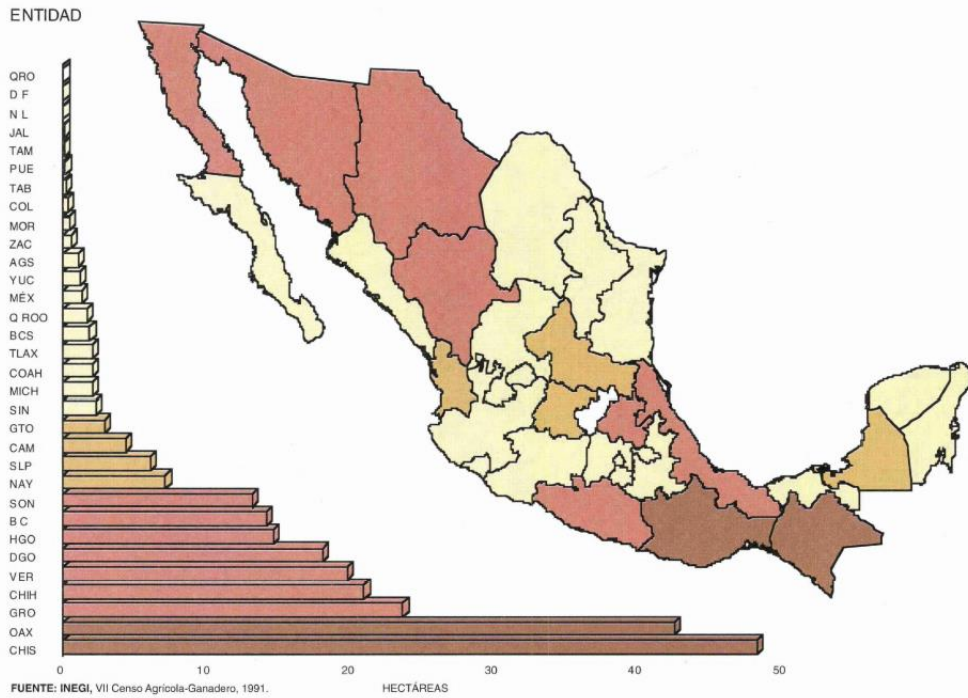 ENTIDAD
QRO
D F
N L
JAL
TAM
PUE
TAB
COL
MOR
ZAC
AGS
YUC
MÉX
Q ROO
BCS
TLAX
COAH
MICH
SIN
GTO
CAM
SLP
NAY
SON
B C
HGO
DGO
VER
CHIH
GRO
OAX
CHIS
0 10 20 30 40 50
FUENTE: INEGI, VII Censo Agrícola-Ganadero, 1991.
HECTÁREAS